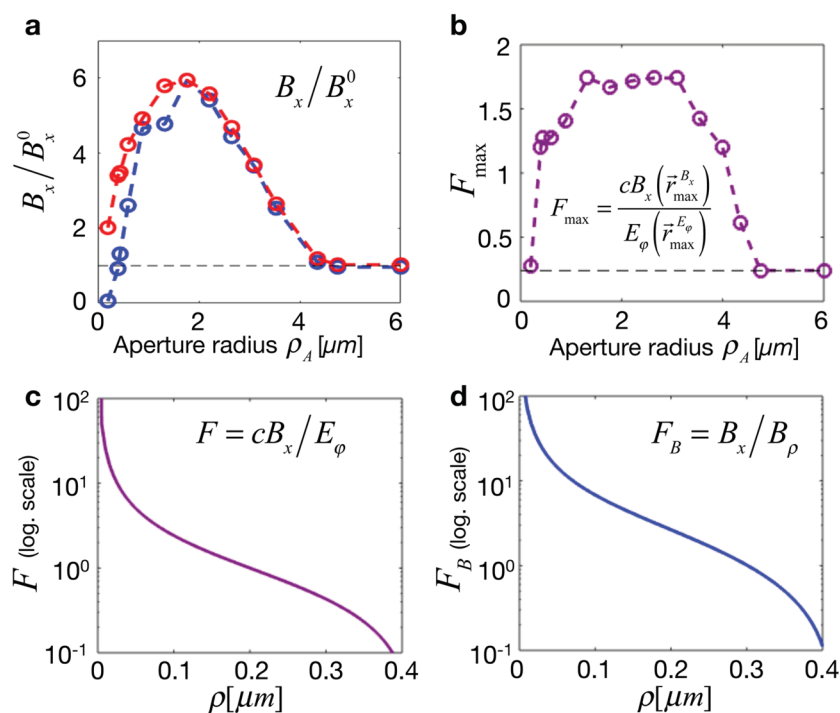 a
B_x/B_x^0
B_x/B_x^0
6
4
2
0
0
2
4
6
Aperture radius ρ_A [μm]
b
F_max
F_max = cB_x(r⃗_max^{B_x}) / E_φ(r⃗_max^{E_φ})
2
1.5
1
0.5
0
0
2
4
6
Aperture radius ρ_A [μm]
c
F = cB_x/E_φ
F (log. scale)
10^2
10^1
10^0
10^-1
0
0.1
0.2
0.3
0.4
ρ[μm]
d
F_B = B_x/B_ρ
F_B (log. scale)
10^2
10^1
10^0
10^-1
0
0.1
0.2
0.3
0.4
ρ[μm]